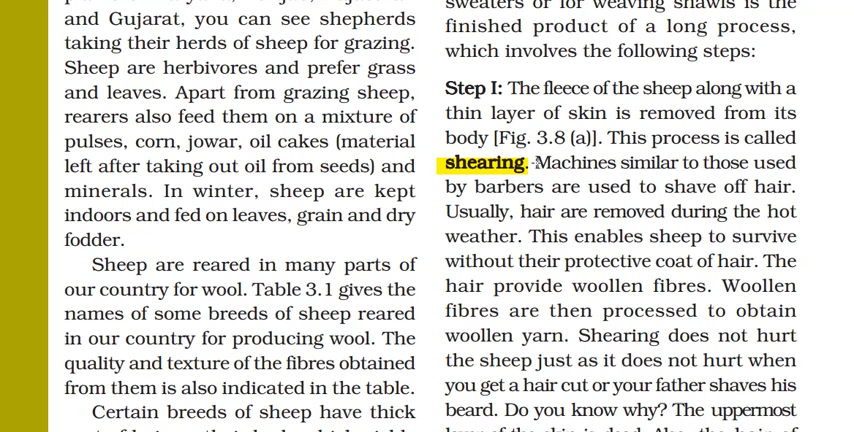 and Gujarat, you can see shepherds
taking their herds of sheep for grazing.
Sheep are herbivores and prefer grass
and leaves. Apart from grazing sheep,
rearers also feed them on a mixture of
pulses, corn, jowar, oil cakes (material
left after taking out oil from seeds) and
minerals. In winter, sheep are kept
indoors and fed on leaves, grain and dry
fodder.
Sheep are reared in many parts of
our country for wool. Table 3.1 gives the
names of some breeds of sheep reared
in our country for producing wool. The
quality and texture of the fibres obtained
from them is also indicated in the table.
Certain breeds of sheep have thick
sweaters or for weaving shawls is the
finished product of a long process,
which involves the following steps:
Step I: The fleece of the sheep along with a
thin layer of skin is removed from its
body [Fig. 3.8 (a)]. This process is called
shearing. Machines similar to those used
by barbers are used to shave off hair.
Usually, hair are removed during the hot
weather. This enables sheep to survive
without their protective coat of hair. The
hair provide woollen fibres. Woollen
fibres are then processed to obtain
woollen yarn. Shearing does not hurt
the sheep just as it does not hurt when
you get a hair cut or your father shaves his
beard. Do you know why? The uppermost